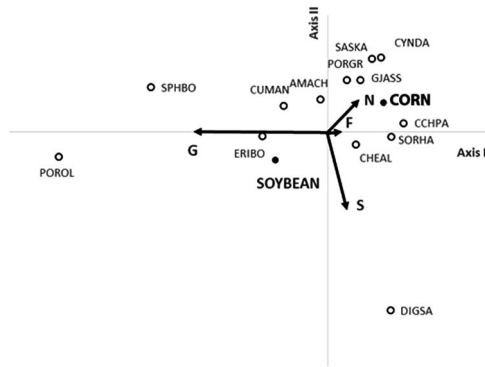 Axis II
SASKA
CYNDA
PORGR
GJASS
SPHBO
CUMAN
AMACH
N
CORN
F
CCHPA
G
ERIBO
SORHA
CHEAL
Axis I
POROL
SOYBEAN
S
DIGSA